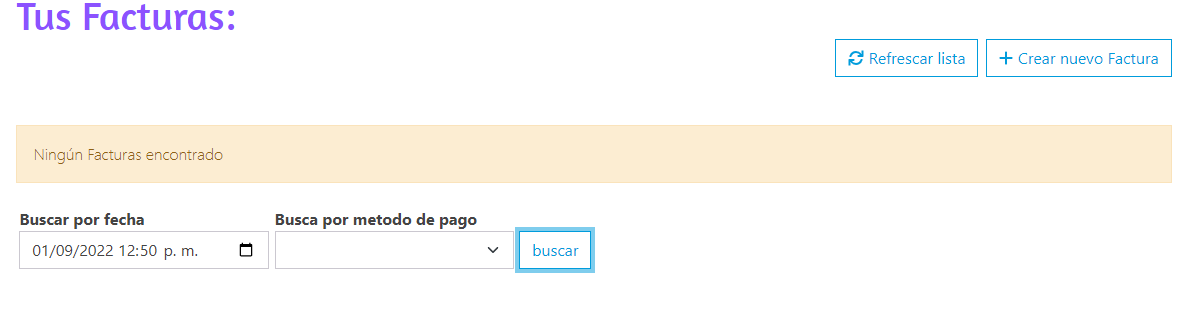 Tus Facturas:
Refrescar lista
Crear nuevo Factura
Ningún Facturas encontrado
Buscar por fecha
Busca por metodo de pago
01/09/2022 12:50 p. m.
buscar